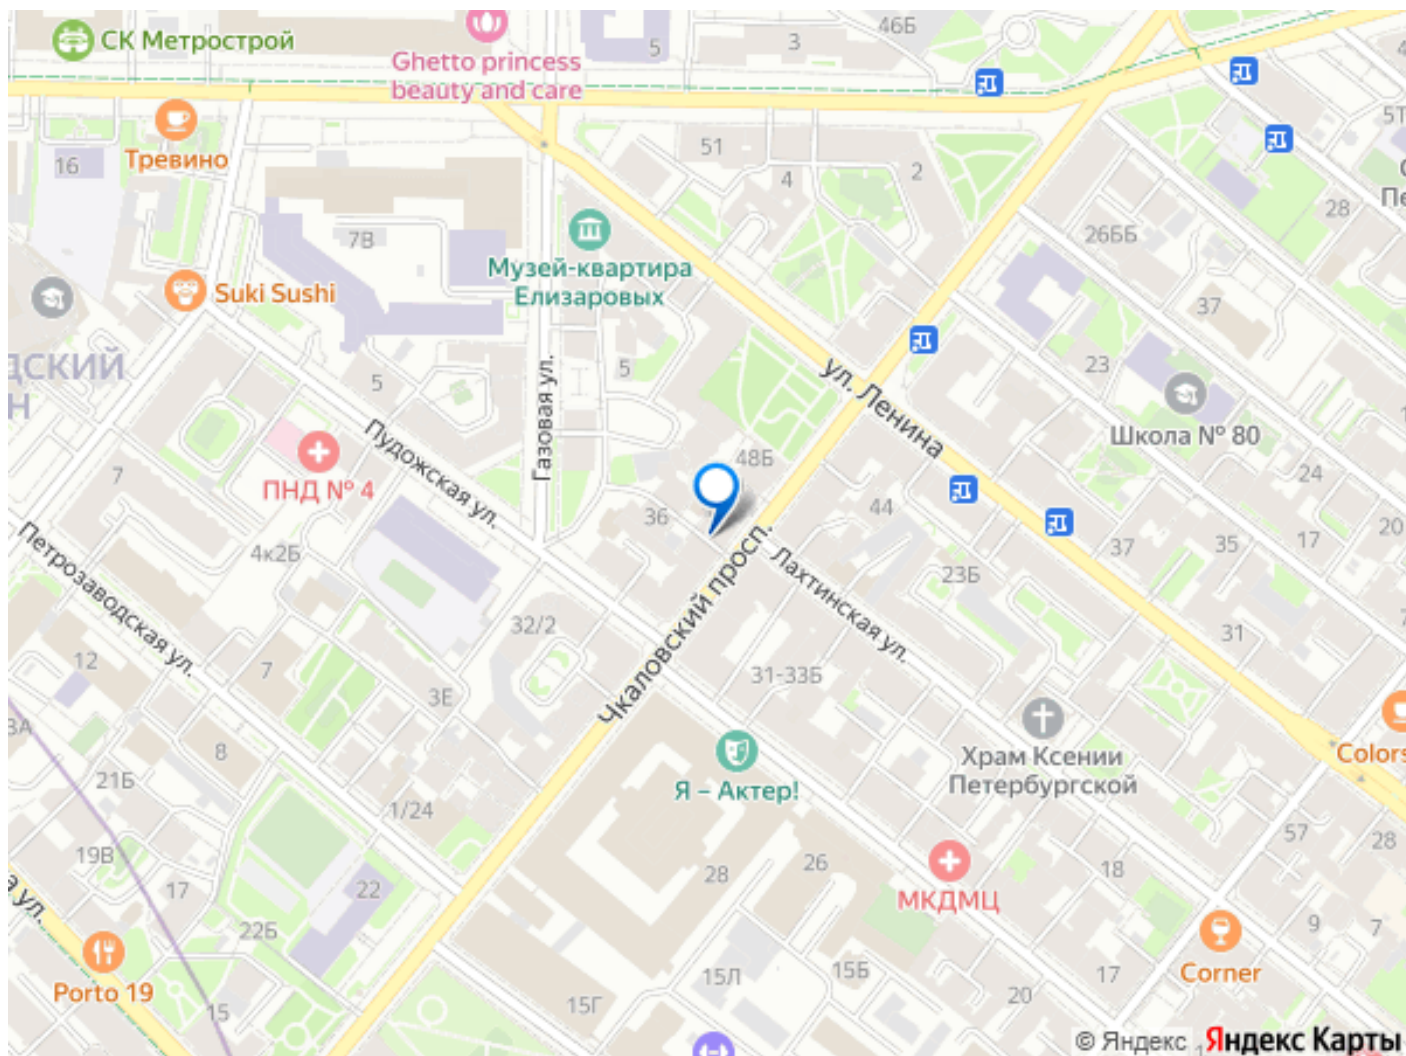 СК Метрострой
Ghetto princess
beauty and care
5
3
46Б
4
5Т
Тревино
16
51
4
2
28
7В
Музей-квартира
Елизаровых
26ББ
37
Suki Sushi
5
5
Газовая ул.
ул. Ленина
23
Школа № 80
7
Пудожская ул.
ПНД № 4
48Б
24
36
44
Петрозаводская ул.
4к2Б
Чкаловский просп.
Лахтинская ул.
37
35
17
20
23Б
32/2
31
12
7
3Е
31-33Б
8
Храм Ксении
Петербургской
Я – Актер!
Colors
21Б
1/24
57
28
19В
17
22
28
26
18
МКДМЦ
22Б
9
7
Porto 19
15
15Г
15Л
15Б
20
17
Corner
© Яндекс Яндекс Карты